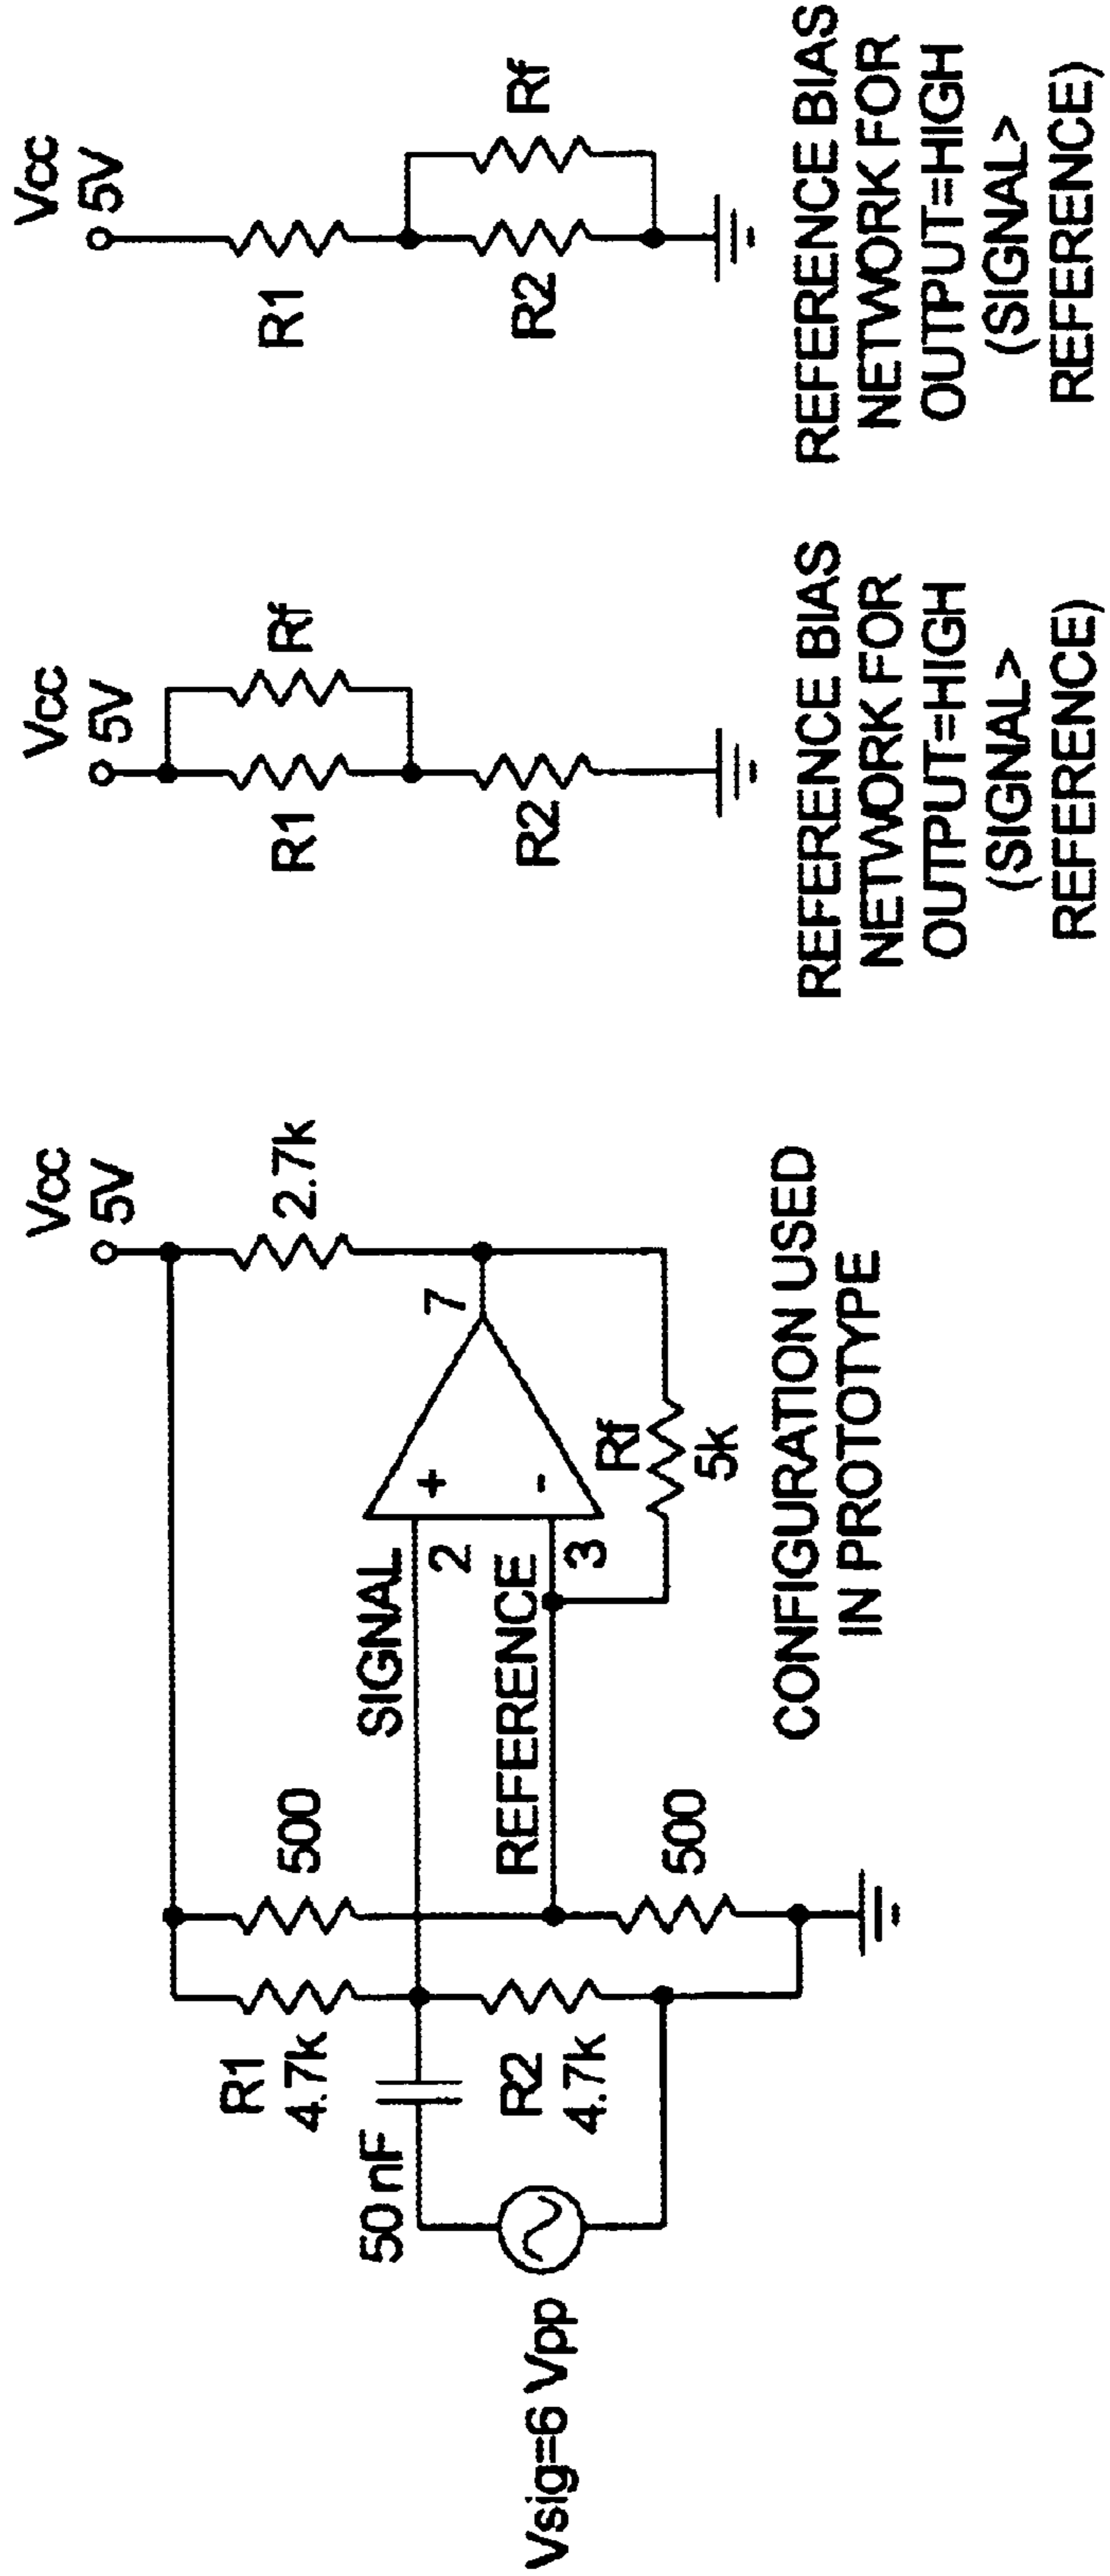 Vsig=6 Vpp
50 nF
R1
4.7k
R2
4.7k
500
500
SIGNAL
REFERENCE
2
3
+
-
7
Rf
5k
2.7k
Vcc
5V
CONFIGURATION USED
IN PROTOTYPE
Vcc
5V
R1
Rf
R2
REFERENCE BIAS
NETWORK FOR
OUTPUT=HIGH
(SIGNAL>
REFERENCE)
Vcc
5V
R1
R2
Rf
REFERENCE BIAS
NETWORK FOR
OUTPUT=HIGH
(SIGNAL>
REFERENCE)